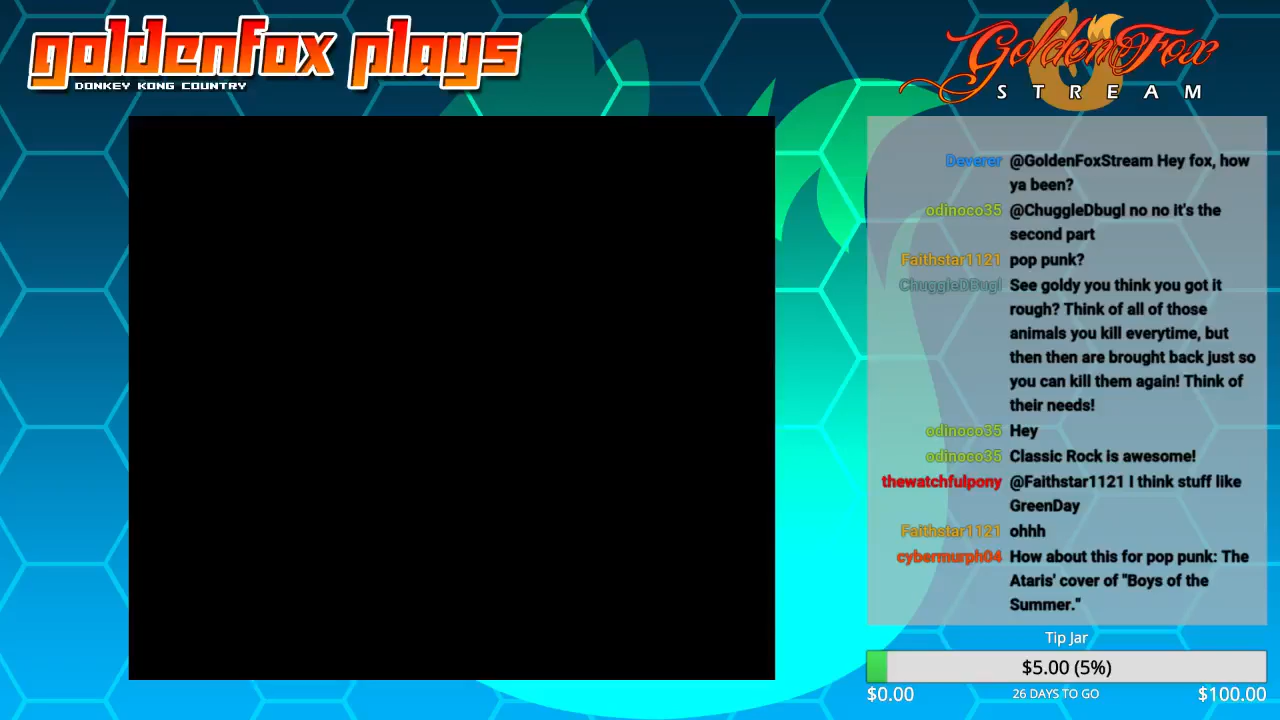 goldenfox plays
DONKEY KONG COUNTRY
GoldenFox
STREAM
Deverer @GoldenFoxStream Hey fox, how
ya been?
odinoco35 @ChuggleDbugl no no it's the
second part
Faithstar1121 pop punk?
ChuggleDBugl See goldy you think you got it
rough? Think of all of those
animals you kill everytime, but
then then are brought back just so
you can kill them again! Think of
their needs!
odinoco35 Hey
odinoco35 Classic Rock is awesome!
thewatchfulpony @Faithstar1121 I think stuff like
GreenDay
Faithstar1121 ohhh
cybermurph04 How about this for pop punk: The
Ataris' cover of "Boys of the
Summer."
Tip Jar
$5.00 (5%)
$0.00 26 DAYS TO GO $100.00